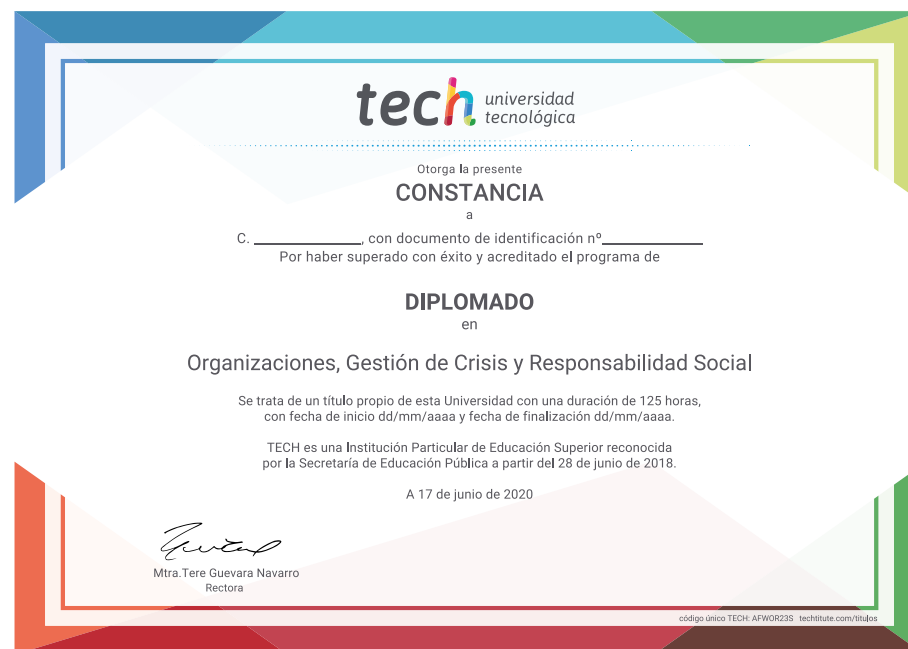 tech universidad
tecnológica
Otorga la presente
CONSTANCIA
a
C. ____________, con documento de identificación nº____________
Por haber superado con éxito y acreditado el programa de
DIPLOMADO
en
Organizaciones, Gestión de Crisis y Responsabilidad Social
Se trata de un título propio de esta Universidad con una duración de 125 horas,
con fecha de inicio dd/mm/aaaa y fecha de finalización dd/mm/aaaa.
TECH es una Institución Particular de Educación Superior reconocida
por la Secretaría de Educación Pública a partir del 28 de junio de 2018.
A 17 de junio de 2020
Mtra.Tere Guevara Navarro
Rectora
código único TECH: AFWOR23S techtitute.com/titulos